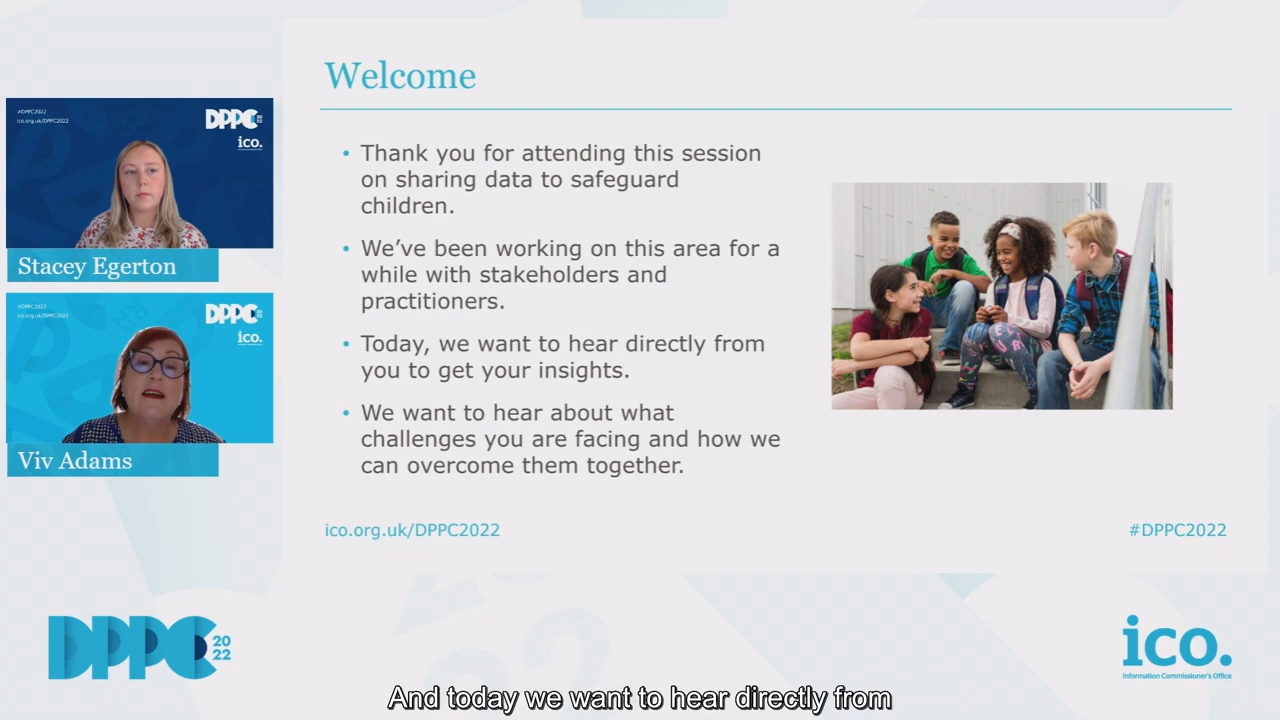 Welcome
#DPPC2022
ico.org.uk/DPPC2022
DPPC 2022
ico.
Stacey Egerton
#DPPC2022
ico.org.uk/DPPC2022
DPPC 2022
ico.
Viv Adams
• Thank you for attending this session
on sharing data to safeguard
children.
• We’ve been working on this area for a
while with stakeholders and
practitioners.
• Today, we want to hear directly from
you to get your insights.
• We want to hear about what
challenges you are facing and how we
can overcome them together.
ico.org.uk/DPPC2022
#DPPC2022
DPPC 20
22
ico.
Information Commissioner's Office
And today we want to hear directly from